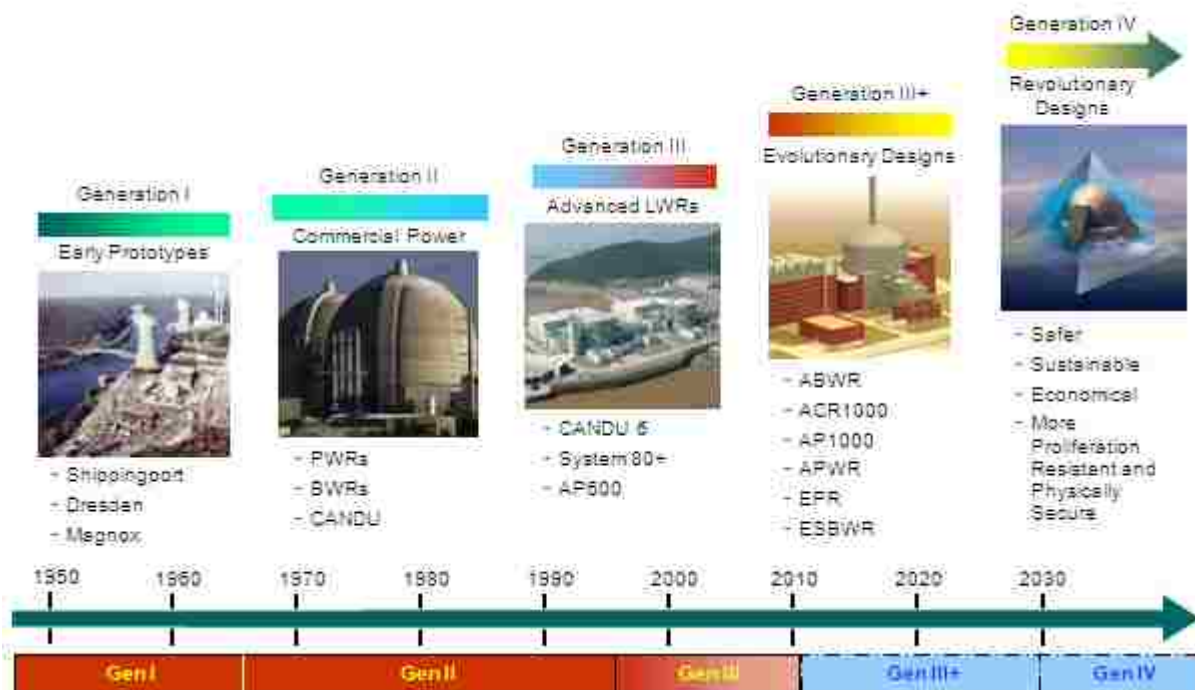 Generation I
Early Prototypes
- Shippingport
- Dresden
- Magnox
Generation II
Commercial Power
- PWRs
- BWRs
- CANDU
Generation III
Advanced LWRs
- CANDU 6
- System 80+
- AP600
Generation III+
Evolutionary Designs
- ABWR
- ACR1000
- AP1000
- APWR
- EPR
- ESBWR
Generation IV
Revolutionary
Designs
- Safer
- Sustainable
- Economical
- More
Proliferation
Resistant and
Physically
Secure
1950 1960 1970 1980 1990 2000 2010 2020 2030
Gen I Gen II Gen III Gen III+ Gen IV